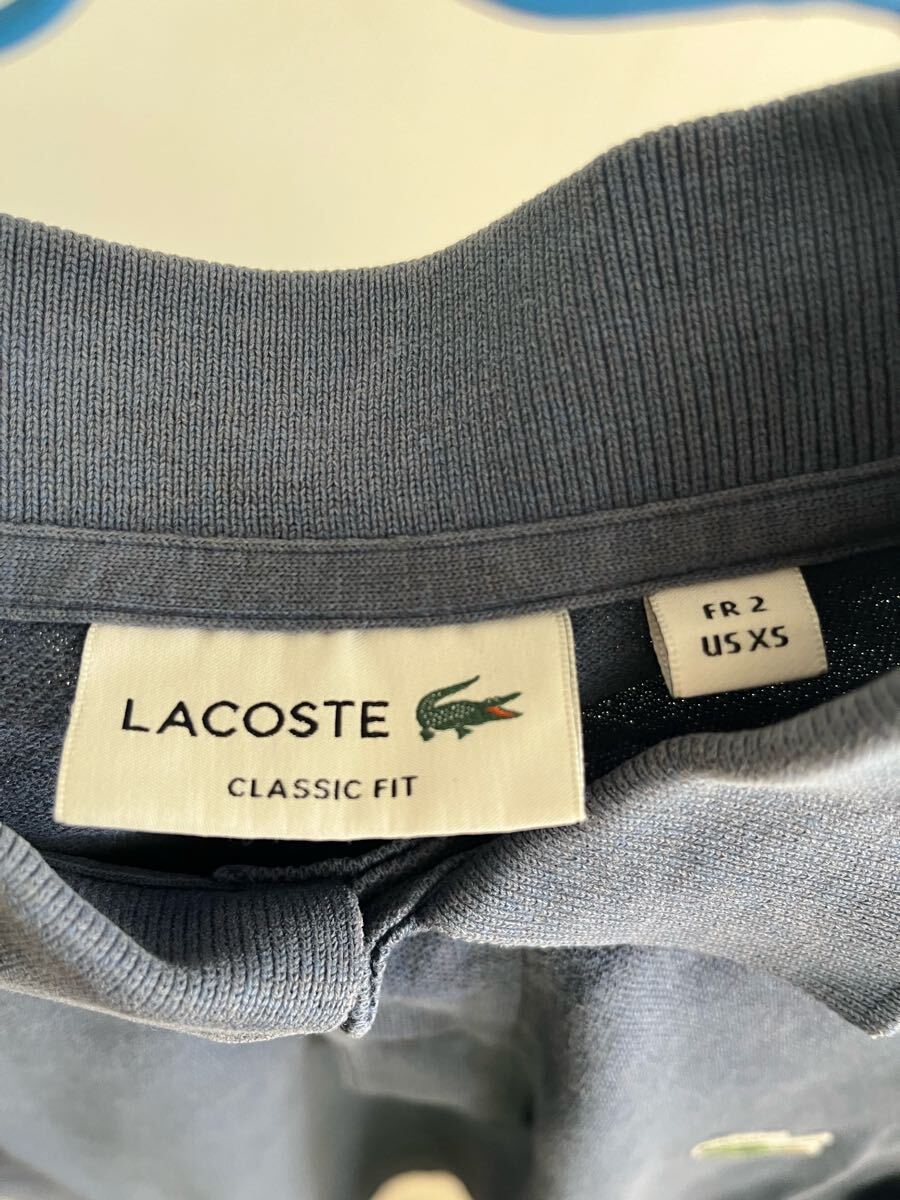 LACOSTE
CLASSIC FIT
FR 2
US XS